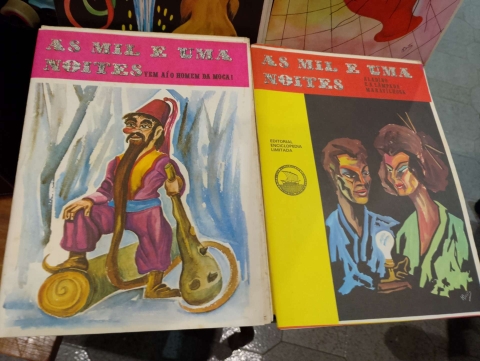 AS MIL E UMA
NOITES
VEM AÍ O HOMEM DA MOCA!
AS MIL E UMA
NOITES
EDITORIAL
ENCICLOPÉDIA
LIMITADA